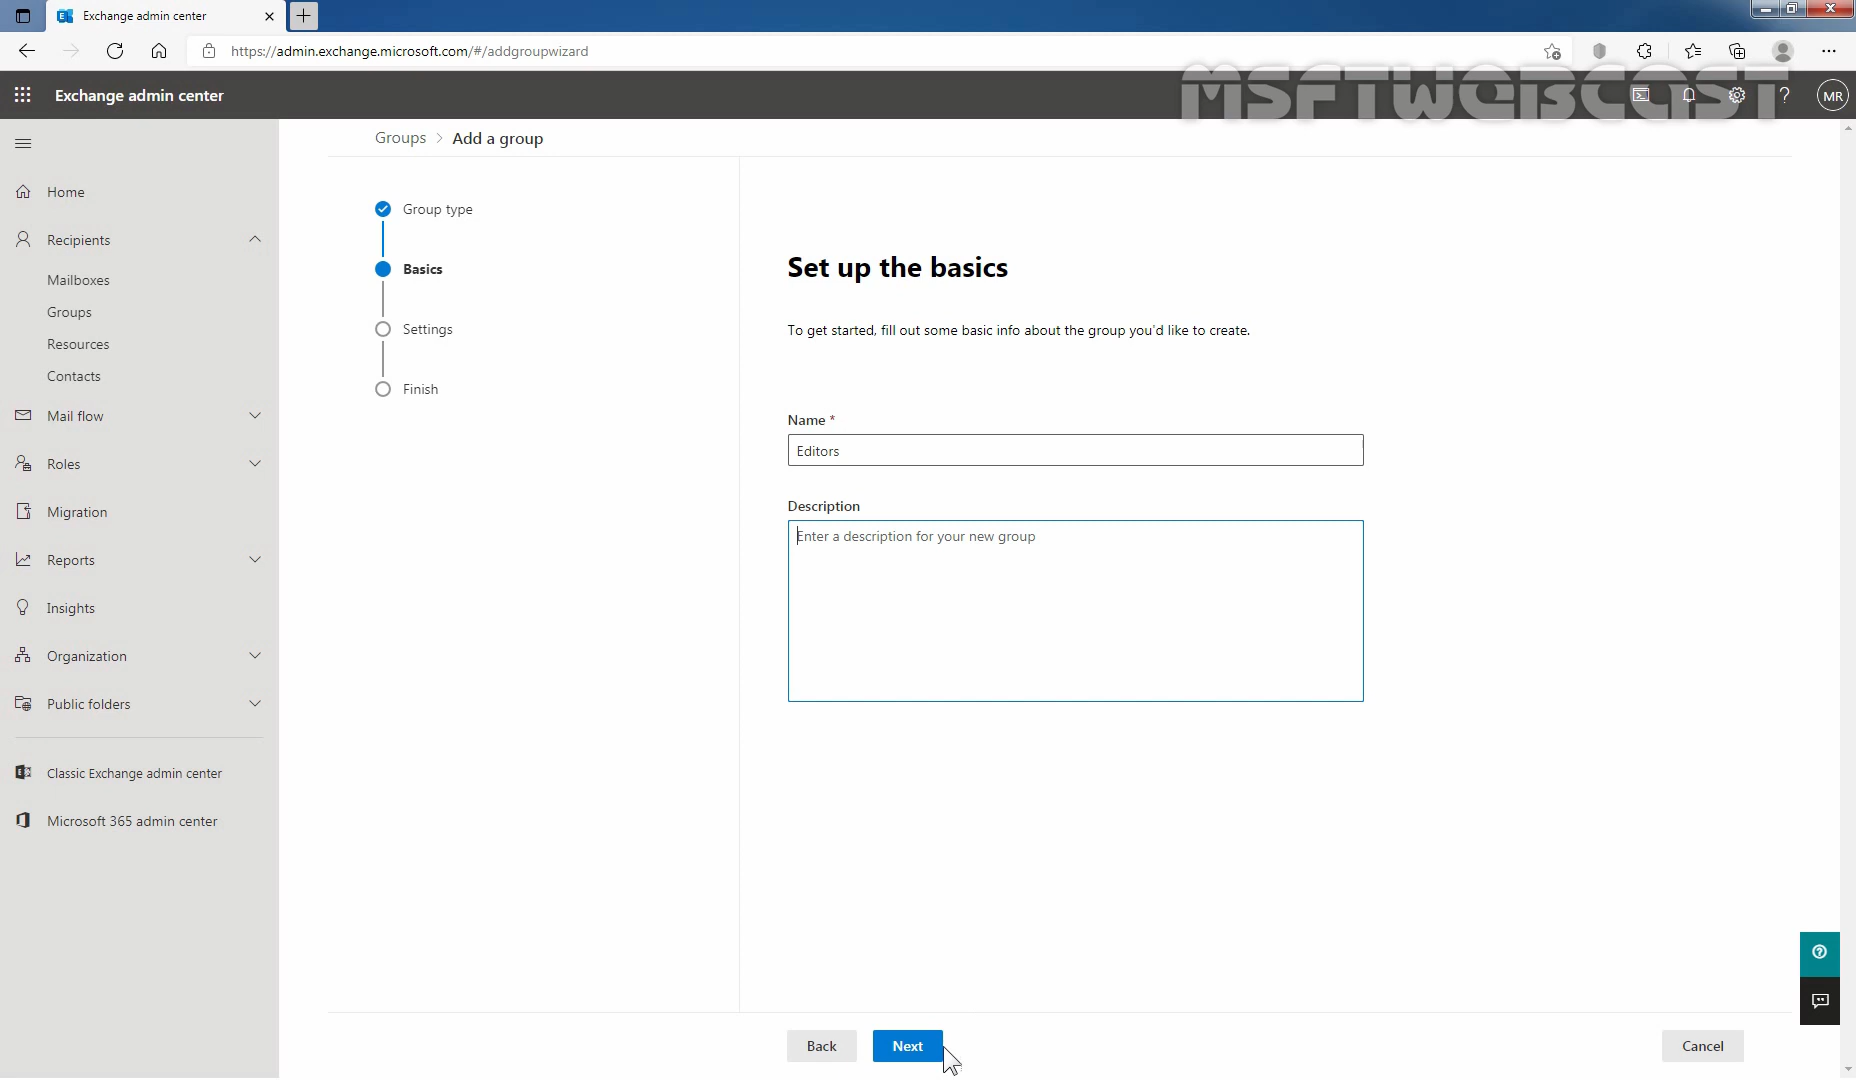 Exchange admin center
https://admin.exchange.microsoft.com/#/addgroupwizard
Exchange admin center
MSFTWEBCAST
MR
Groups > Add a group
Home
Recipients
Mailboxes
Groups
Resources
Contacts
Mail flow
Roles
Migration
Reports
Insights
Organization
Public folders
Classic Exchange admin center
Microsoft 365 admin center
Group type
Basics
Settings
Finish
Set up the basics
To get started, fill out some basic info about the group you'd like to create.
Name *
Editors
Description
Enter a description for your new group
Back
Next
Cancel